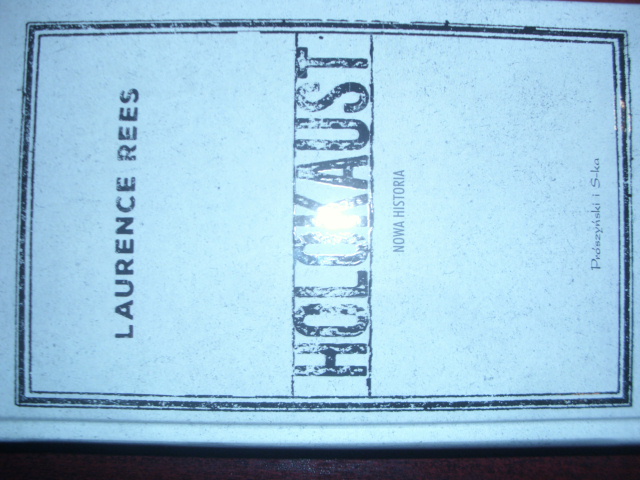 LAURENCE REES
HOLOKAUST
NOWA HISTORIA
Prószyński i S-ka